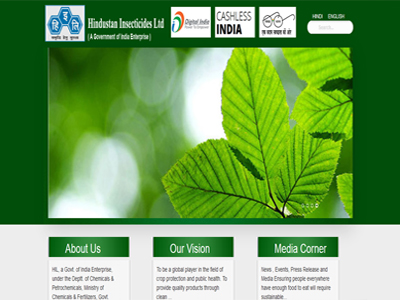 हिल
Hindustan Insecticides Ltd
( A Government of India Enterprise )
Digital India
CASHLESS
INDIA
एक कदम स्वच्छता की ओर
HINDI ENGLISH
Search...
About Us
HIL, a Govt. of India Enterprise,
under the Deptt. of Chemicals &
Petrochemicals, Ministry of
Chemicals & Fertilizers, Govt.
Our Vision
To be a global player in the field of
crop protection and public health. To
provide quality products through
clean ...
Media Corner
News , Events, Press Release and
Media Ensuring people everywhere
have enough food to eat will require
sustainable ..